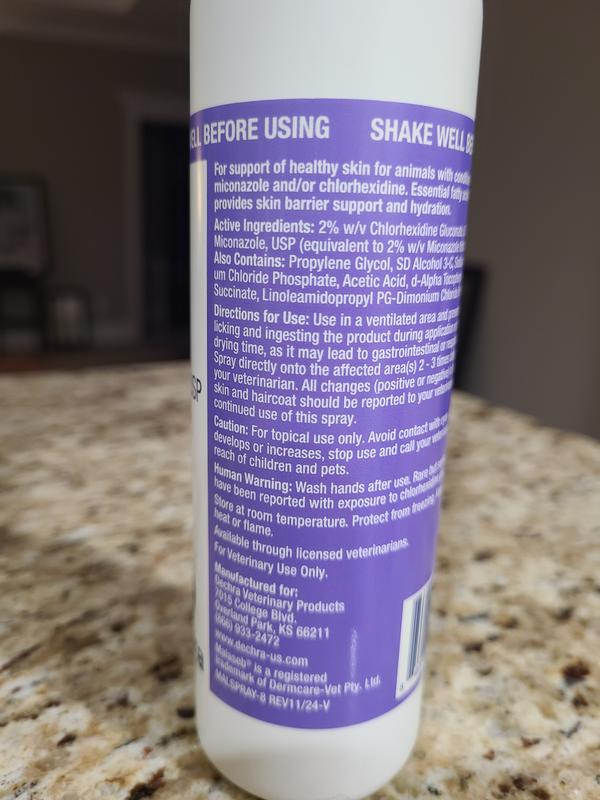 BEFORE USING SHAKE WELL
For support of healthy skin for animals with
miconazole and/or chlorhexidine. Essential fatty
provides skin barrier support and hydration.
Active Ingredients: 2% w/v Chlorhexidine Gluconate,
Miconazole, USP (equivalent to 2% w/v Miconazole
Also Contains: Propylene Glycol, SD Alcohol 3-C,
um Chloride Phosphate, Acetic Acid, d-Alpha
Succinate, Linoleamidopropyl PG-Dimonium Chloride
Directions for Use: Use in a ventilated area and
licking and ingesting the product during application
drying time, as it may lead to gastrointestinal or
Spray directly onto the affected area(s) 2 - 3 times
your veterinarian. All changes (positive or negative)
skin and haircoat should be reported to your
continued use of this spray.
Caution: For topical use only. Avoid contact with
develops or increases, stop use and call your
reach of children and pets.
Human Warning: Wash hands after use. Rare but
have been reported with exposure to
Store at room temperature. Protect from freezing,
heat or flame.
Available through licensed veterinarians.
For Veterinary Use Only.
Manufactured for:
Dechra Veterinary Products
7015 College Blvd.
Overland Park, KS 66211
(866) 933-2472
www.dechra-us.com
Malaseb® is a registered
trademark of Dermcare-Vet Pty. Ltd.
MALSPRAY-8 REV11/24-V